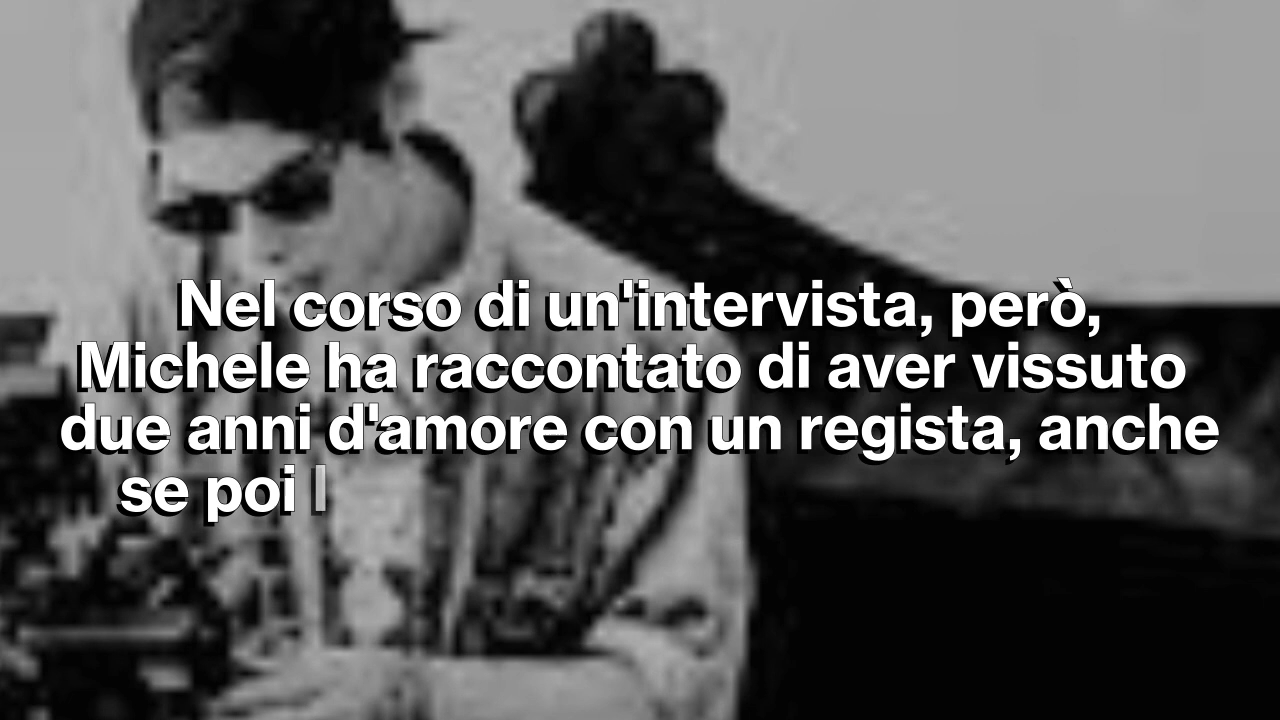 Nel corso di un'intervista, però,
Michele ha raccontato di aver vissuto
due anni d'amore con un regista, anche
se poi l